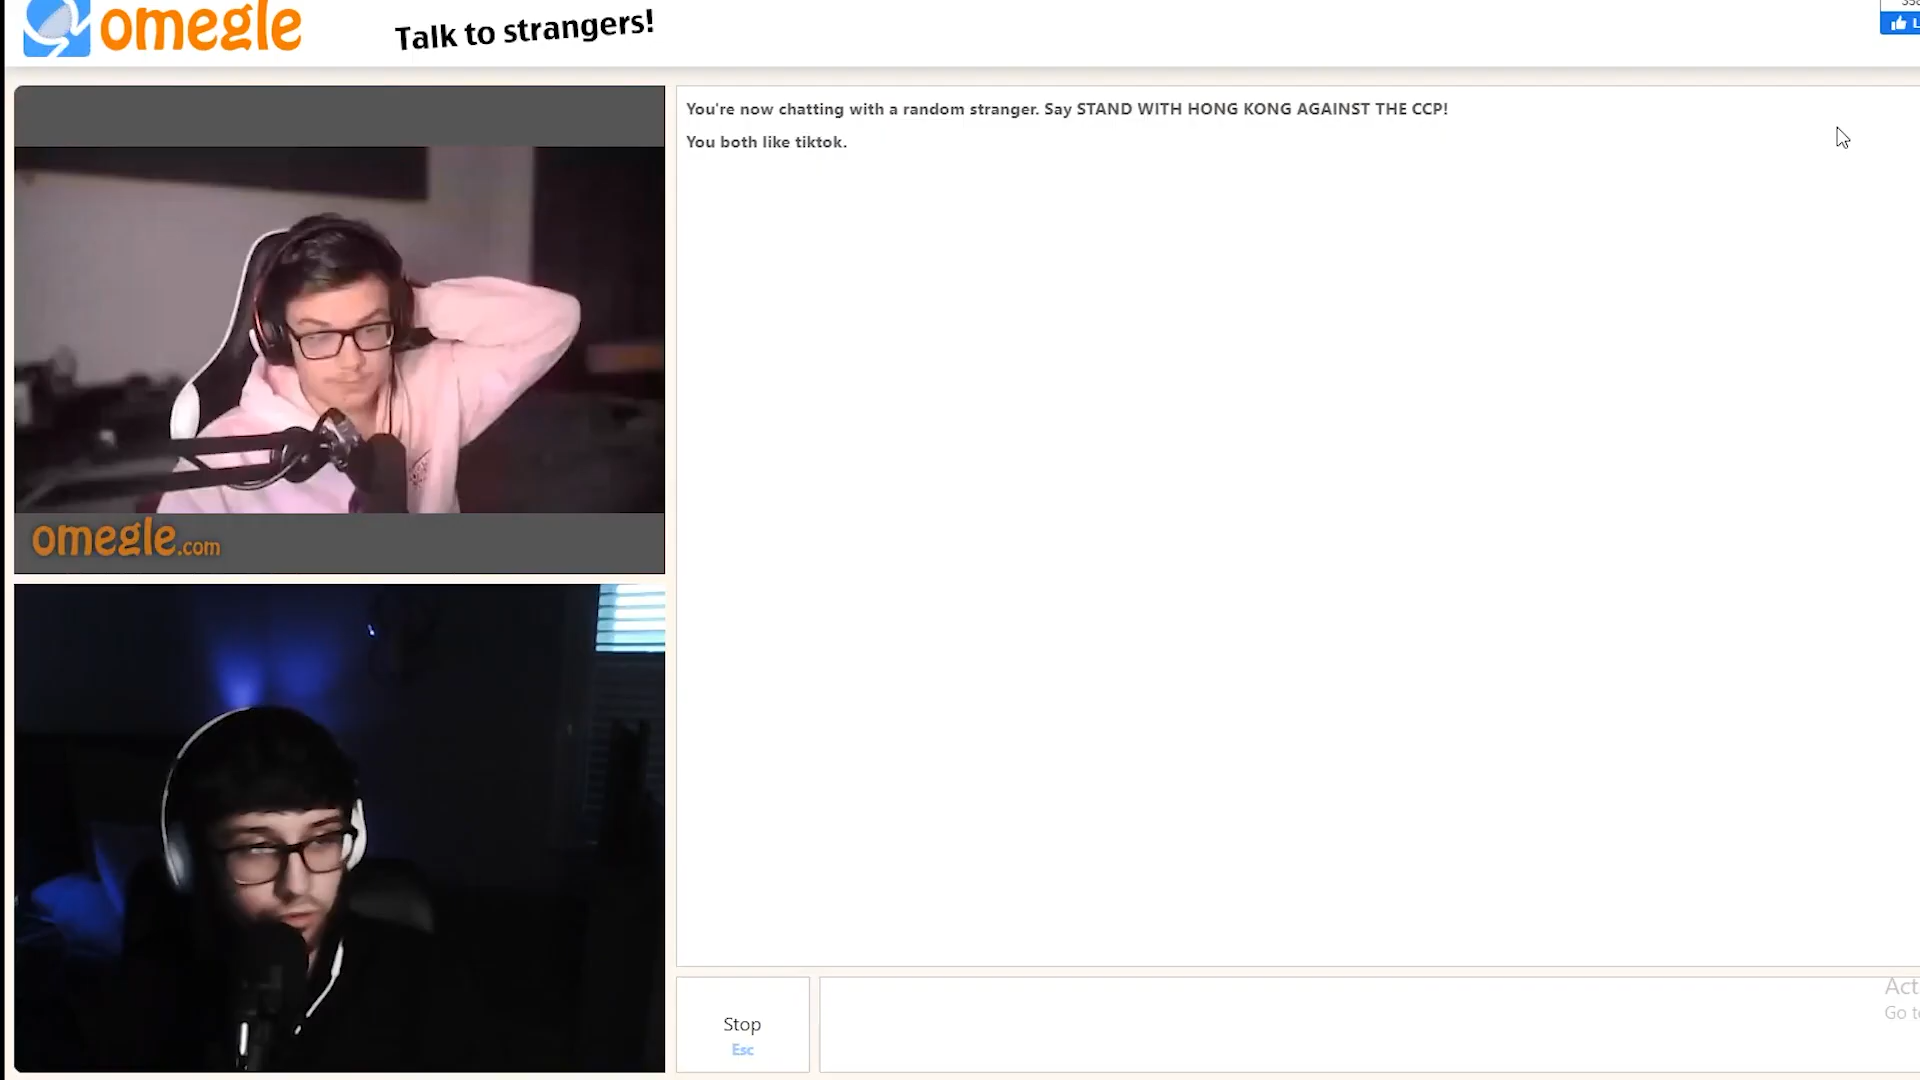 omegle
Talk to strangers!
You're now chatting with a random stranger. Say STAND WITH HONG KONG AGAINST THE CCP!
You both like tiktok.
omegle.com
Stop
Esc